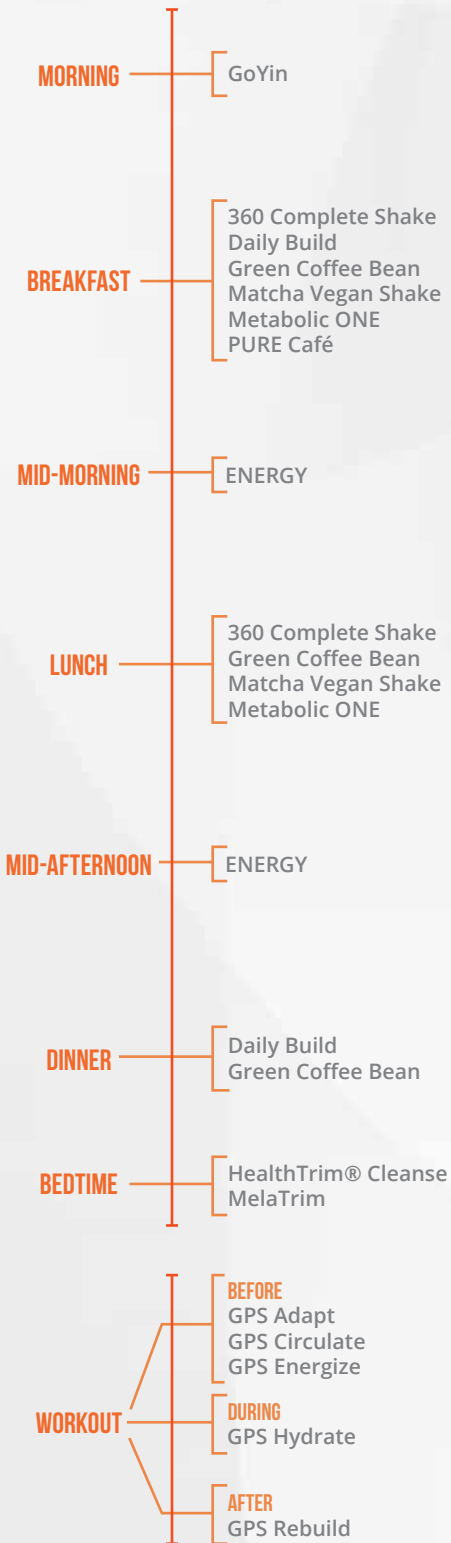 MORNING
GoYin
BREAKFAST
360 Complete Shake
Daily Build
Green Coffee Bean
Matcha Vegan Shake
Metabolic ONE
PURE Café
MID-MORNING
ENERGY
LUNCH
360 Complete Shake
Green Coffee Bean
Matcha Vegan Shake
Metabolic ONE
MID-AFTERNOON
ENERGY
DINNER
Daily Build
Green Coffee Bean
BEDTIME
HealthTrim® Cleanse
MelaTrim
WORKOUT
BEFORE
GPS Adapt
GPS Circulate
GPS Energize
DURING
GPS Hydrate
AFTER
GPS Rebuild